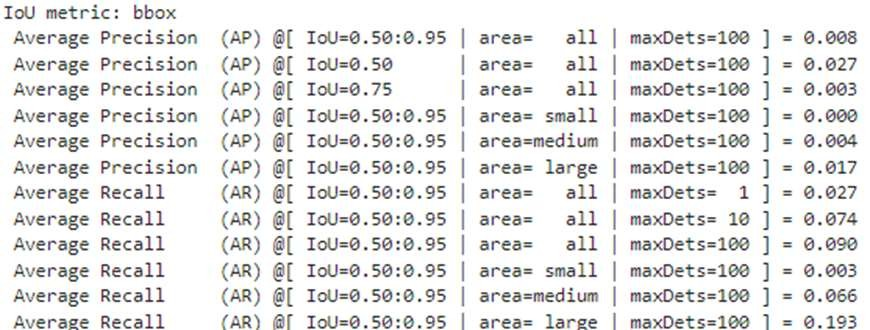 IoU metric: bbox
 Average Precision  (AP) @[ IoU=0.50:0.95 | area=   all | maxDets=100 ] = 0.008
 Average Precision  (AP) @[ IoU=0.50      | area=   all | maxDets=100 ] = 0.027
 Average Precision  (AP) @[ IoU=0.75      | area=   all | maxDets=100 ] = 0.003
 Average Precision  (AP) @[ IoU=0.50:0.95 | area= small | maxDets=100 ] = 0.000
 Average Precision  (AP) @[ IoU=0.50:0.95 | area=medium | maxDets=100 ] = 0.004
 Average Precision  (AP) @[ IoU=0.50:0.95 | area= large | maxDets=100 ] = 0.017
 Average Recall     (AR) @[ IoU=0.50:0.95 | area=   all | maxDets=  1 ] = 0.027
 Average Recall     (AR) @[ IoU=0.50:0.95 | area=   all | maxDets= 10 ] = 0.074
 Average Recall     (AR) @[ IoU=0.50:0.95 | area=   all | maxDets=100 ] = 0.090
 Average Recall     (AR) @[ IoU=0.50:0.95 | area= small | maxDets=100 ] = 0.003
 Average Recall     (AR) @[ IoU=0.50:0.95 | area=medium | maxDets=100 ] = 0.066
 Average Recall     (AR) @[ IoU=0.50:0.95 | area= large | maxDets=100 ] = 0.193